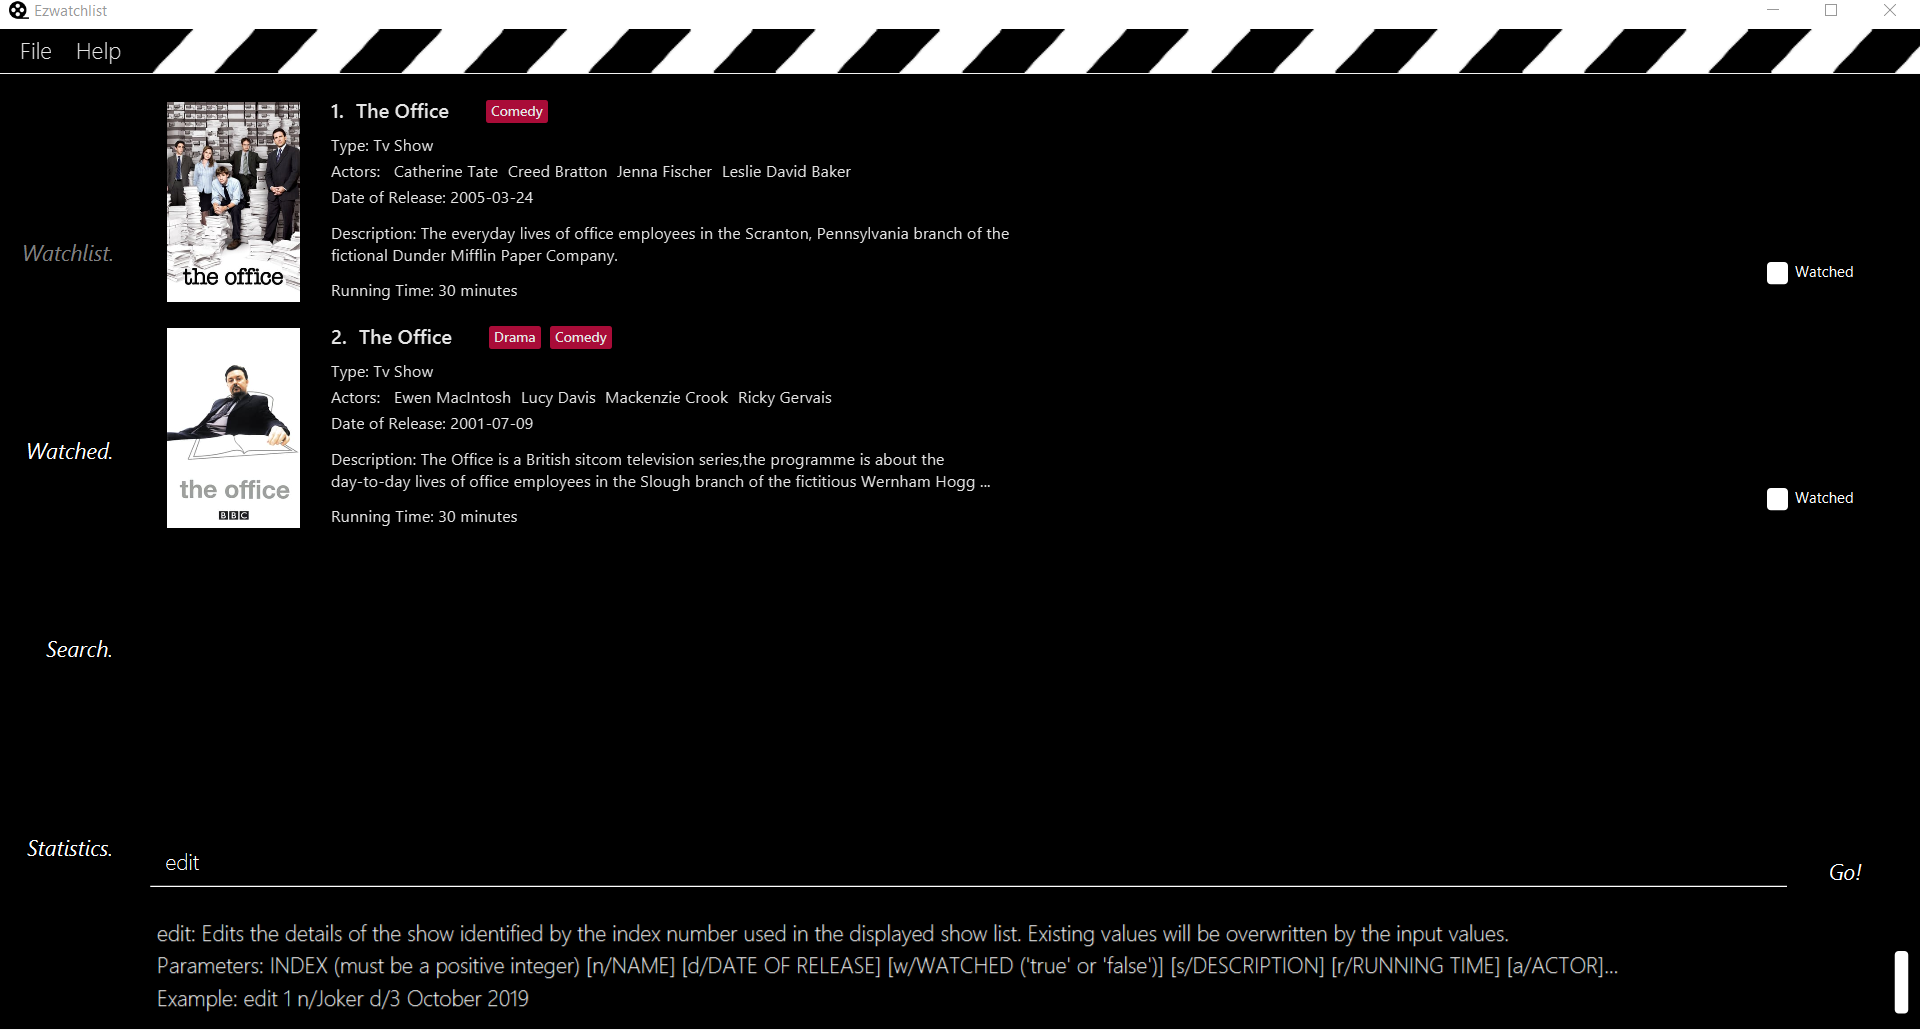 Ezwatchlist
File Help
Watchlist.
Watched.
Search.
Statistics.
the office
1. The Office Comedy
Type: Tv Show
Actors: Catherine Tate Creed Bratton Jenna Fischer Leslie David Baker
Date of Release: 2005-03-24
Description: The everyday lives of office employees in the Scranton, Pennsylvania branch of the
fictional Dunder Mifflin Paper Company.
Running Time: 30 minutes
Watched
the office
BBC
2. The Office Drama Comedy
Type: Tv Show
Actors: Ewen MacIntosh Lucy Davis Mackenzie Crook Ricky Gervais
Date of Release: 2001-07-09
Description: The Office is a British sitcom television series,the programme is about the
day-to-day lives of office employees in the Slough branch of the fictitious Wernham Hogg ...
Running Time: 30 minutes
Watched
edit
Go!
edit: Edits the details of the show identified by the index number used in the displayed show list. Existing values will be overwritten by the input values.
Parameters: INDEX (must be a positive integer) [n/NAME] [d/DATE OF RELEASE] [w/WATCHED ('true' or 'false')] [s/DESCRIPTION] [r/RUNNING TIME] [a/ACTOR]...
Example: edit 1 n/Joker d/3 October 2019